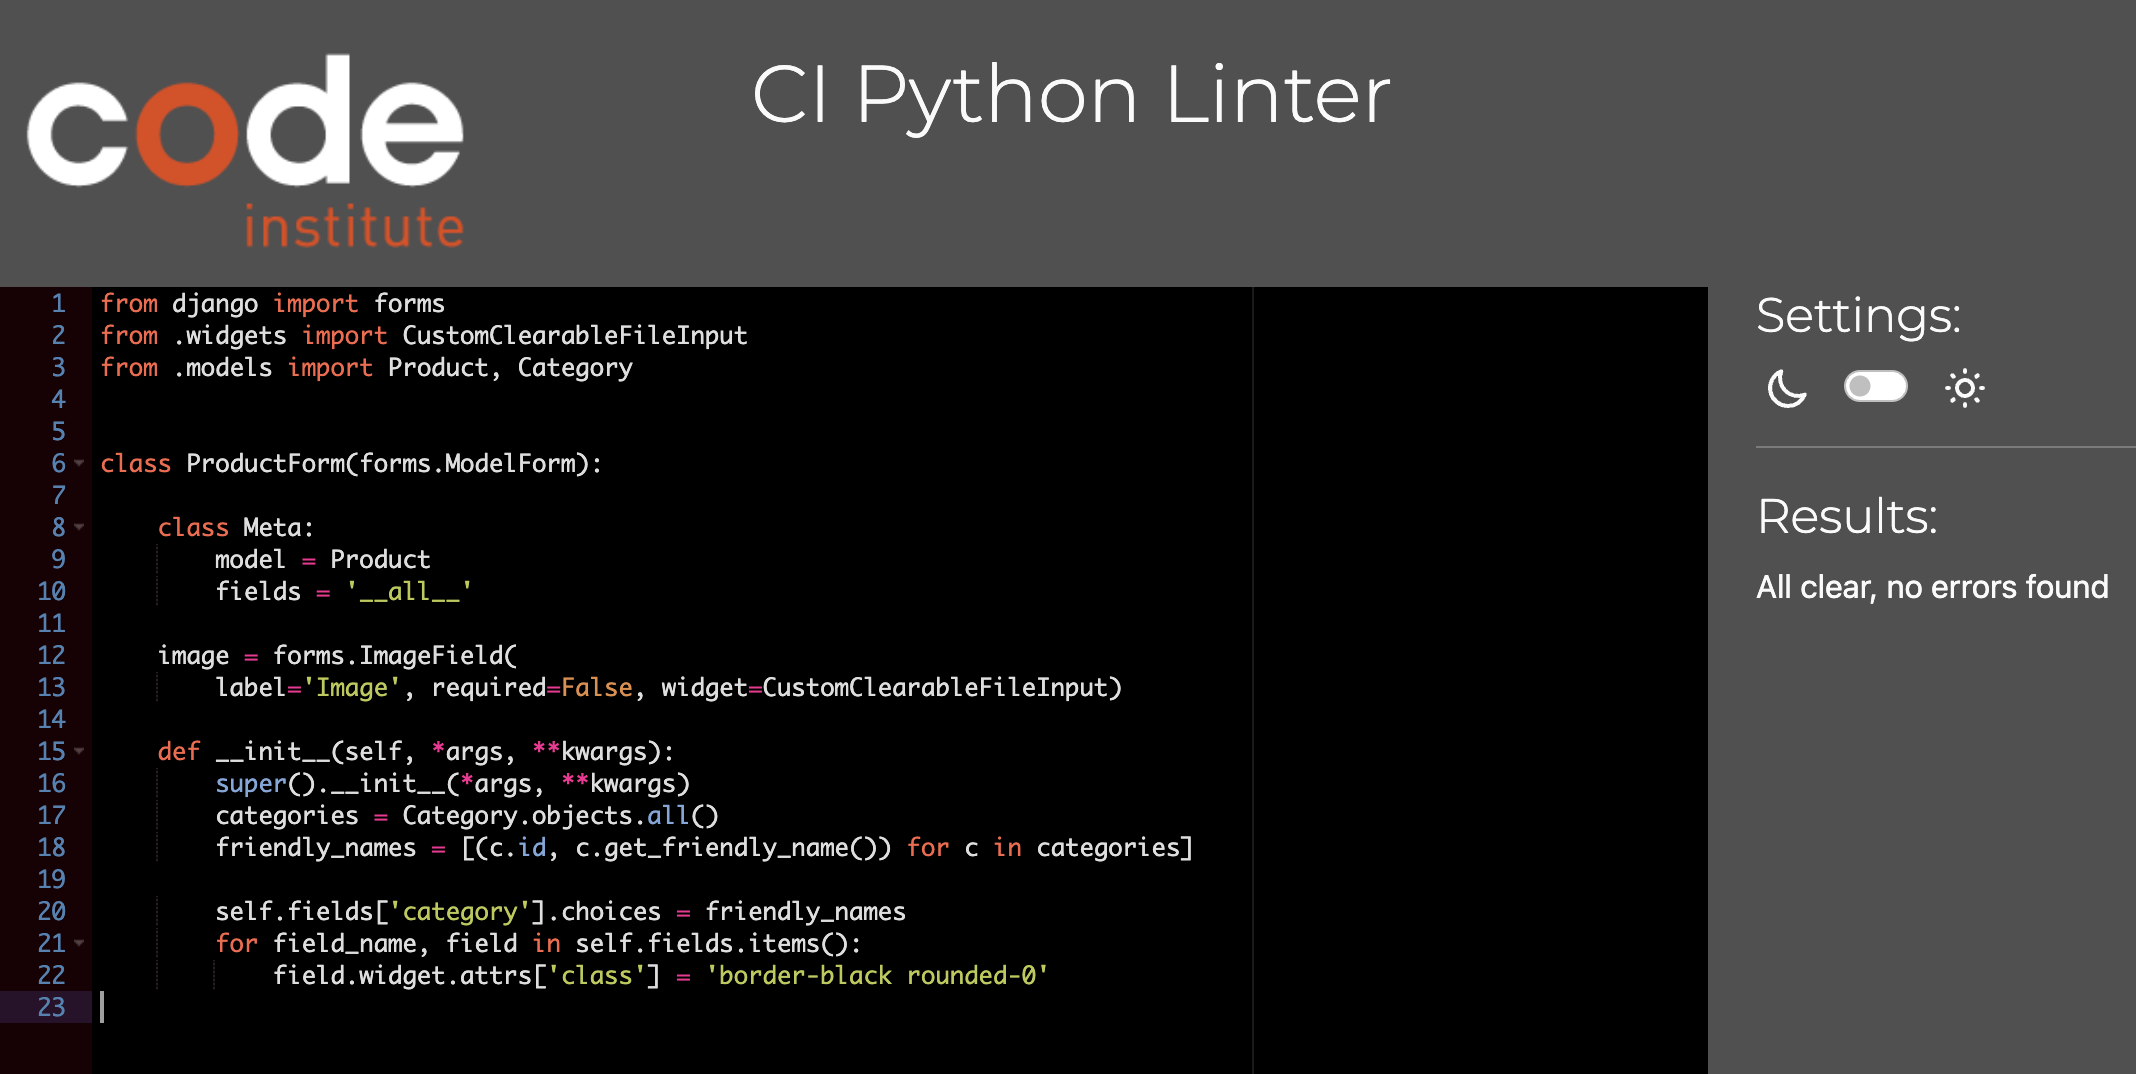 code
institute
CI Python Linter
1 from django import forms
2 from .widgets import CustomClearableFileInput
3 from .models import Product, Category
4
5
6 class ProductForm(forms.ModelForm):
7
8     class Meta:
9         model = Product
10         fields = '__all__'
11
12     image = forms.ImageField(
13         label='Image', required=False, widget=CustomClearableFileInput)
14
15     def __init__(self, *args, **kwargs):
16         super().__init__(*args, **kwargs)
17         categories = Category.objects.all()
18         friendly_names = [(c.id, c.get_friendly_name()) for c in categories]
19
20         self.fields['category'].choices = friendly_names
21         for field_name, field in self.fields.items():
22             field.widget.attrs['class'] = 'border-black rounded-0'
23
Settings:
Results:
All clear, no errors found